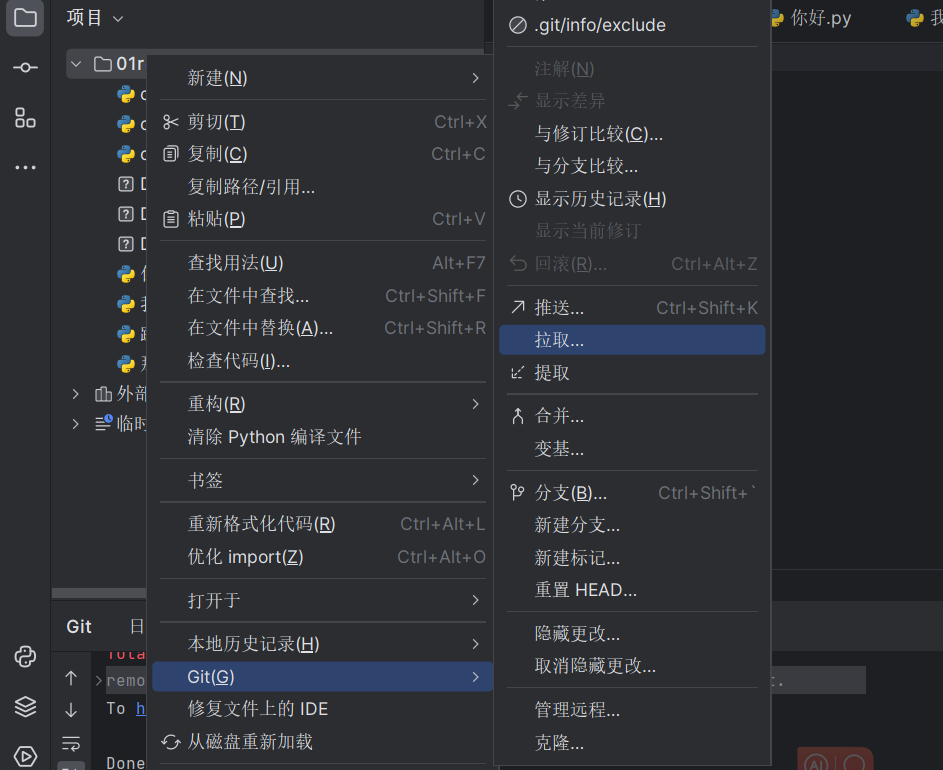 项目
01r
新建(N)
剪切(T) Ctrl+X
复制(C) Ctrl+C
复制路径/引用...
粘贴(P) Ctrl+V
查找用法(U) Alt+F7
在文件中查找... Ctrl+Shift+F
在文件中替换(A)... Ctrl+Shift+R
检查代码(I)...
重构(R)
清除 Python 编译文件
书签
重新格式化代码(R) Ctrl+Alt+L
优化 import(Z) Ctrl+Alt+O
打开于
本地历史记录(H)
Git(G)
修复文件上的 IDE
从磁盘重新加载
.git/info/exclude
注解(N)
显示差异
与修订比较(C)...
与分支比较...
显示历史记录(H)
显示当前修订
回滚(R)... Ctrl+Alt+Z
推送... Ctrl+Shift+K
拉取...
提取
合并...
变基...
分支(B)... Ctrl+Shift+`
新建分支...
新建标记...
重置 HEAD...
隐藏更改...
取消隐藏更改...
管理远程...
克隆...
你好.py
外部
临时
Git 日
Tota
remo
To h
Done
AI